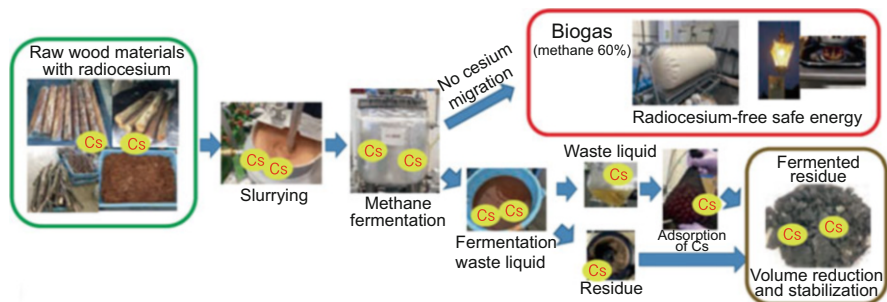 Raw wood materials
with radiocesium
Cs
Cs
Cs
Cs
Slurrying
Cs
Cs
Methane
fermentation
No cesium
migration
Biogas
(methane 60%)
Radiocesium-free safe energy
Cs
Cs
Fermentation
waste liquid
Waste liquid
Cs
Cs
Adsorption
of Cs
Cs
Residue
Fermented
residue
Cs
Cs
Volume reduction
and stabilization